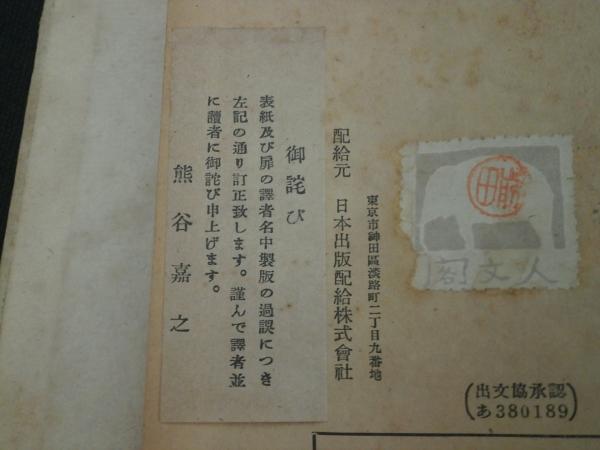 人文閣
出文協承認
あ380189
東京市神田區淡路町二丁目九番地
配給元 日本出版配給株式會社
御詫び
表紙及び扉の譯者名中製版の過誤につき
左記の通り訂正致します。謹んで譯者並
に讀者に御詫び申上げます。
熊谷嘉之